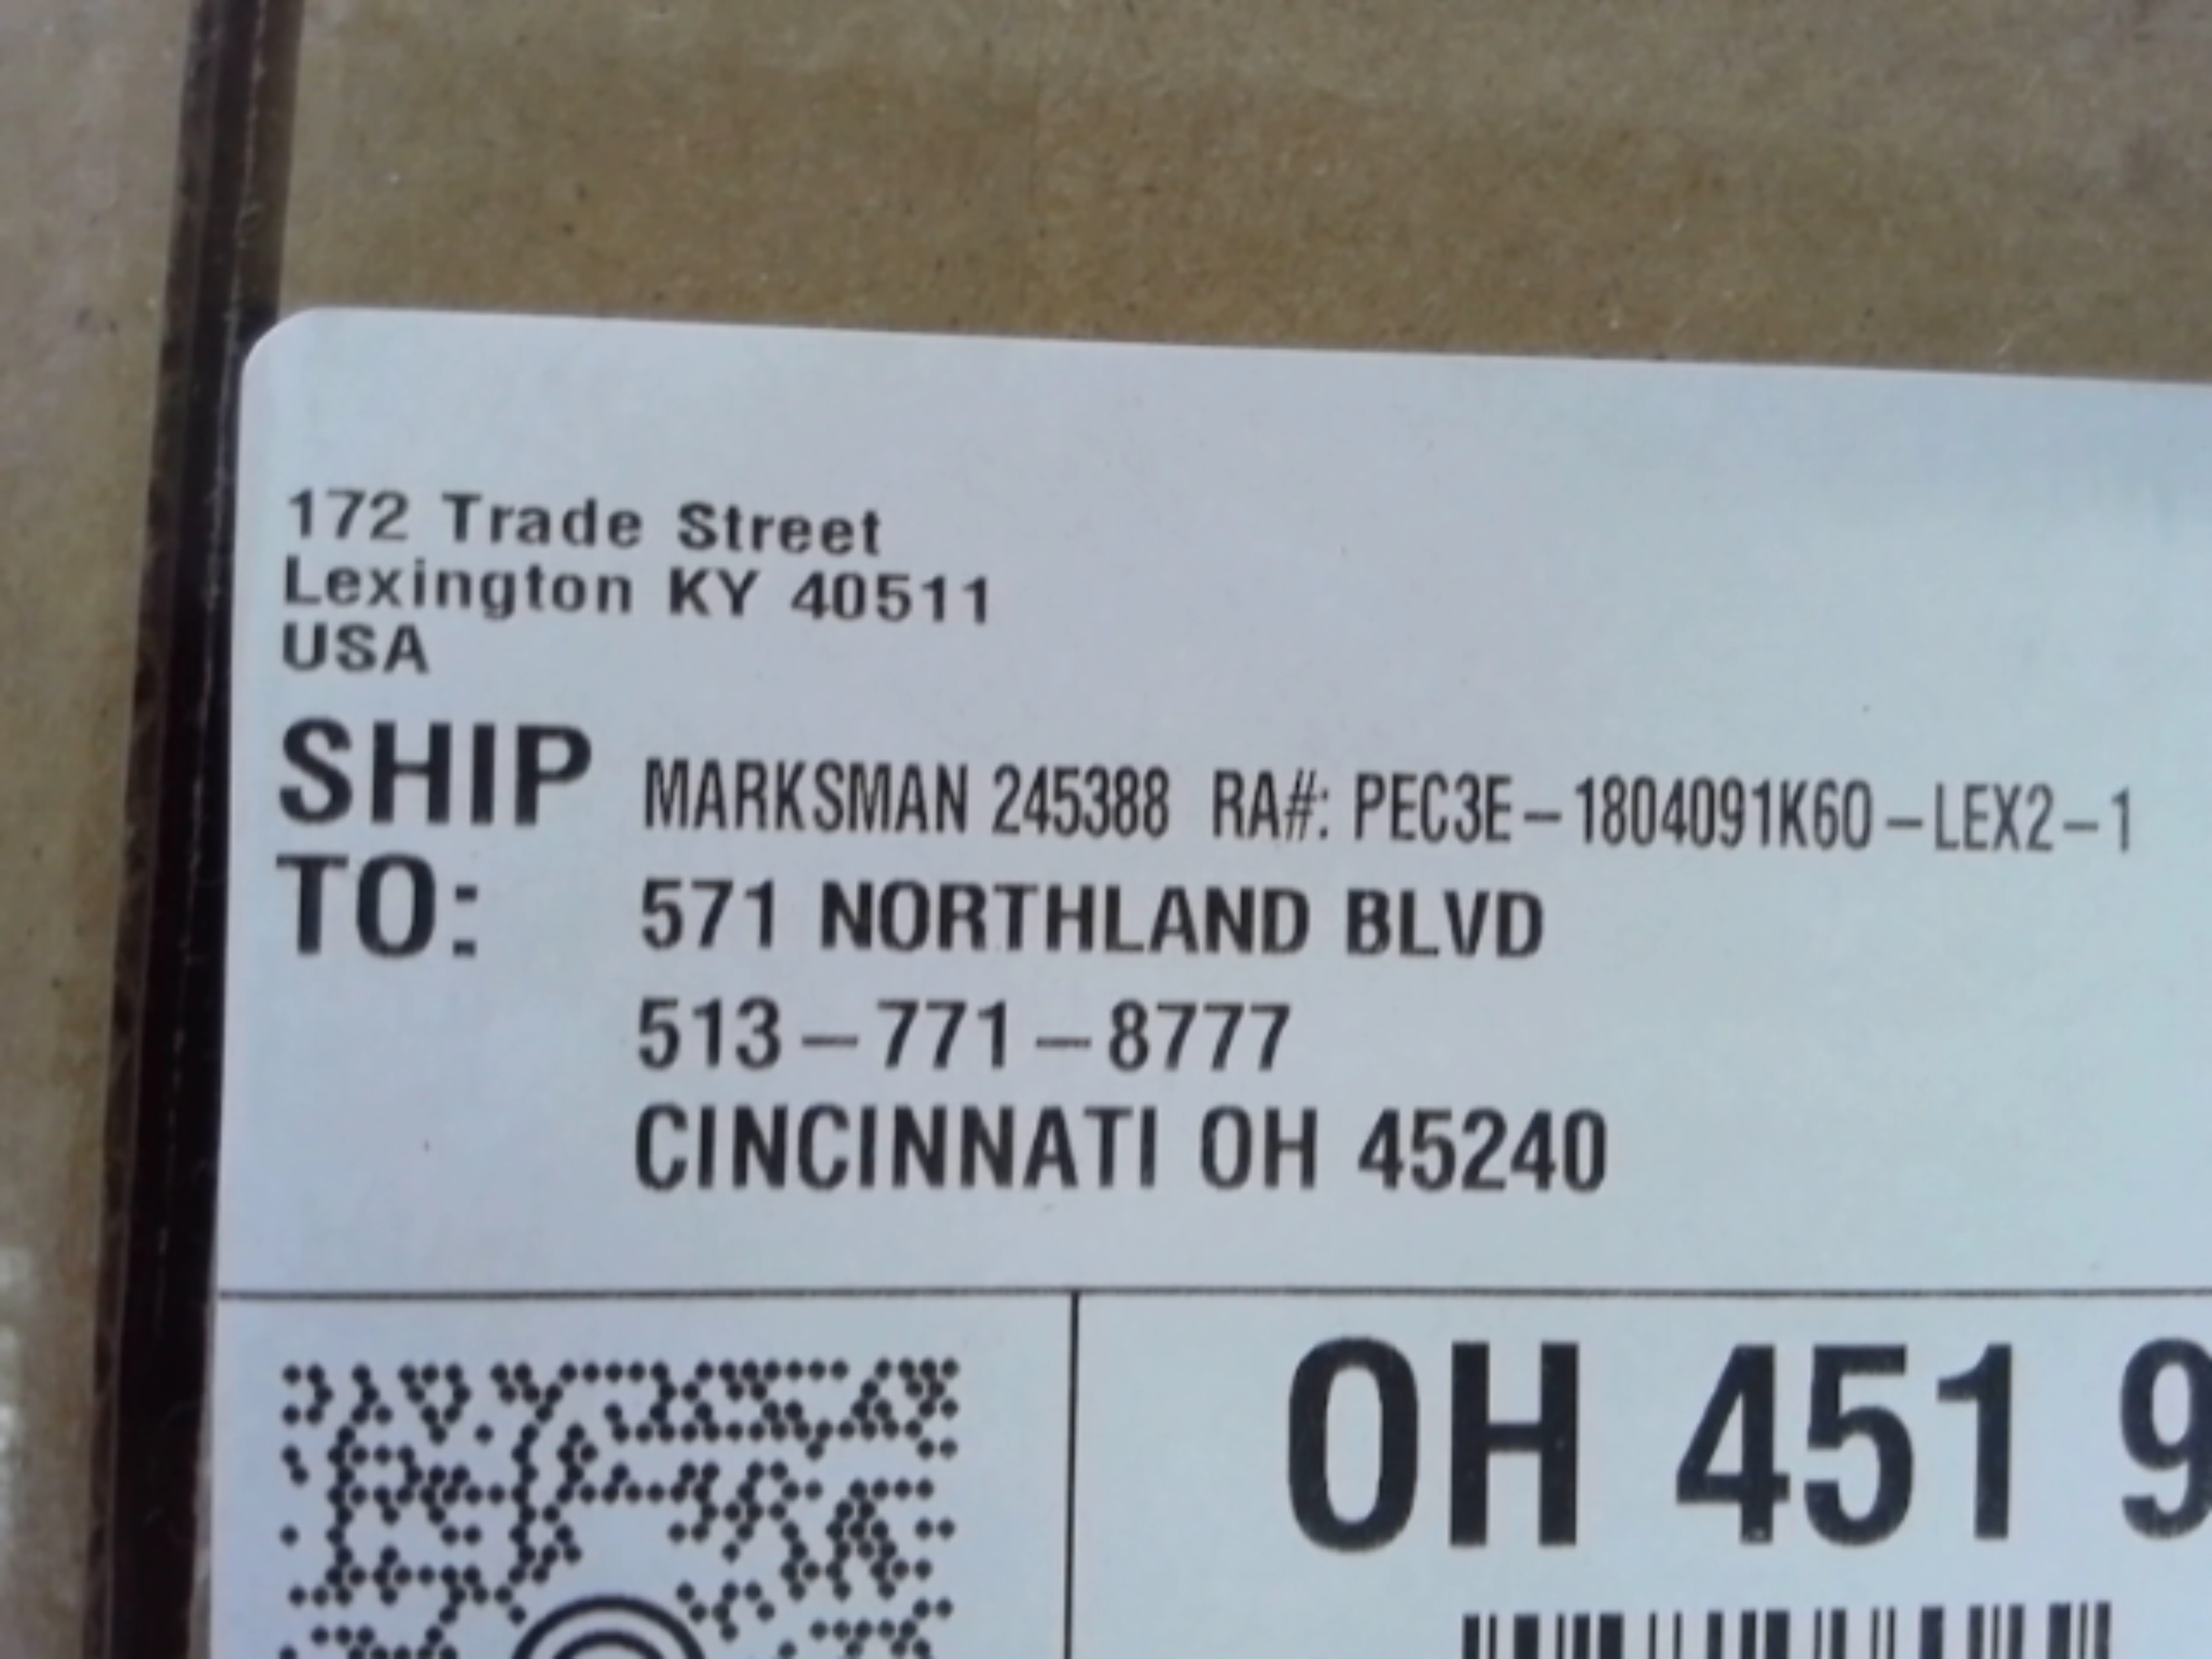 172 Trade Street
Lexington KY 40511
USA
SHIP TO:
MARKSMAN 245388 RA#: PEC3E-1804091K60-LEX2-1
571 NORTHLAND BLVD
513-771-8777
CINCINNATI OH 45240
OH 451 9